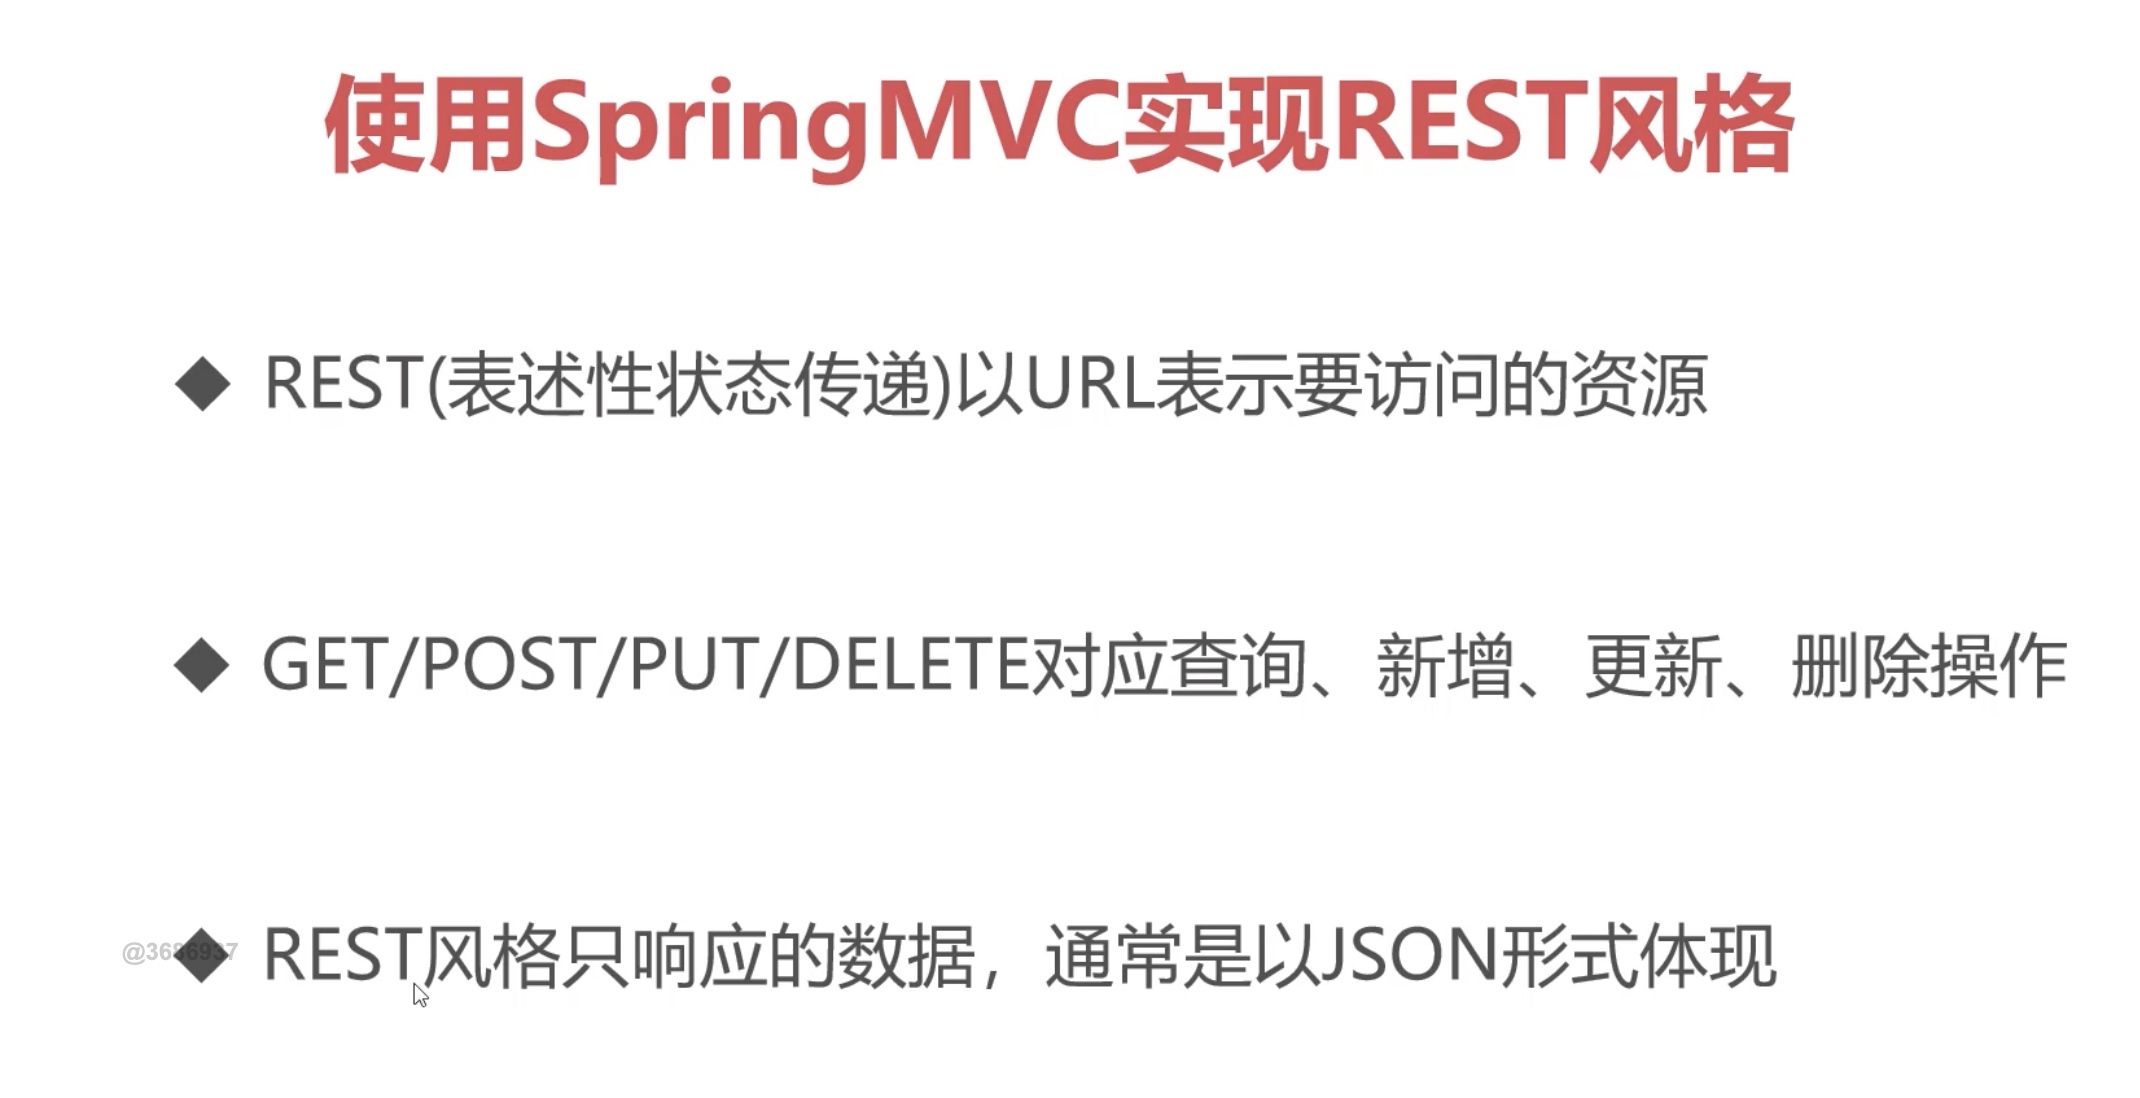 使用SpringMVC实现REST风格
◆ REST(表述性状态传递)以URL表示要访问的资源
◆ GET/POST/PUT/DELETE对应查询、新增、更新、删除操作
◆ REST风格只响应的数据，通常是以JSON形式体现
@3686937